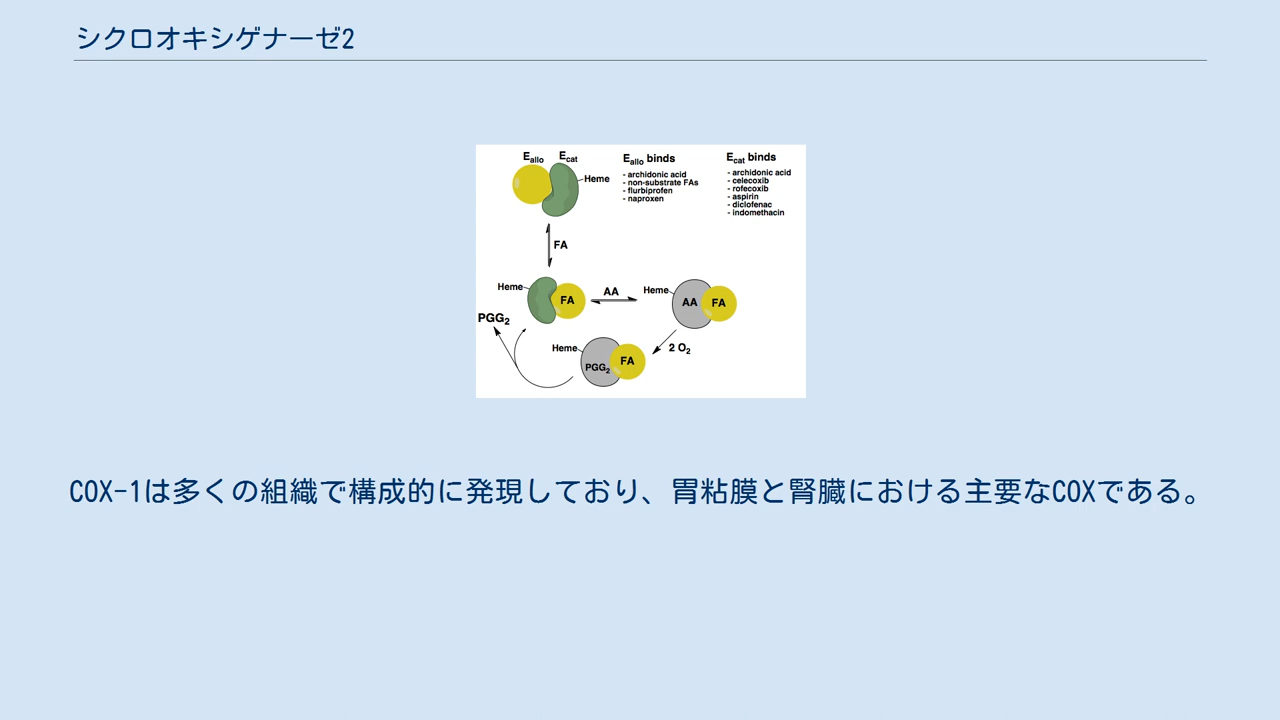 シクロオキシゲナーゼ2
Eallo
Ecat
Heme
Eallo binds
- archidonic acid
- non-substrate FAs
- flurbiprofen
- naproxen
Ecat binds
- archidonic acid
- celecoxib
- rofecoxib
- aspirin
- diclofenac
- indomethacin
FA
Heme
FA
AA
Heme
AA
FA
PGG2
Heme
PGG2
FA
2 O2
COX-1は多くの組織で構成的に発現しており、胃粘膜と腎臓における主要なCOXである。